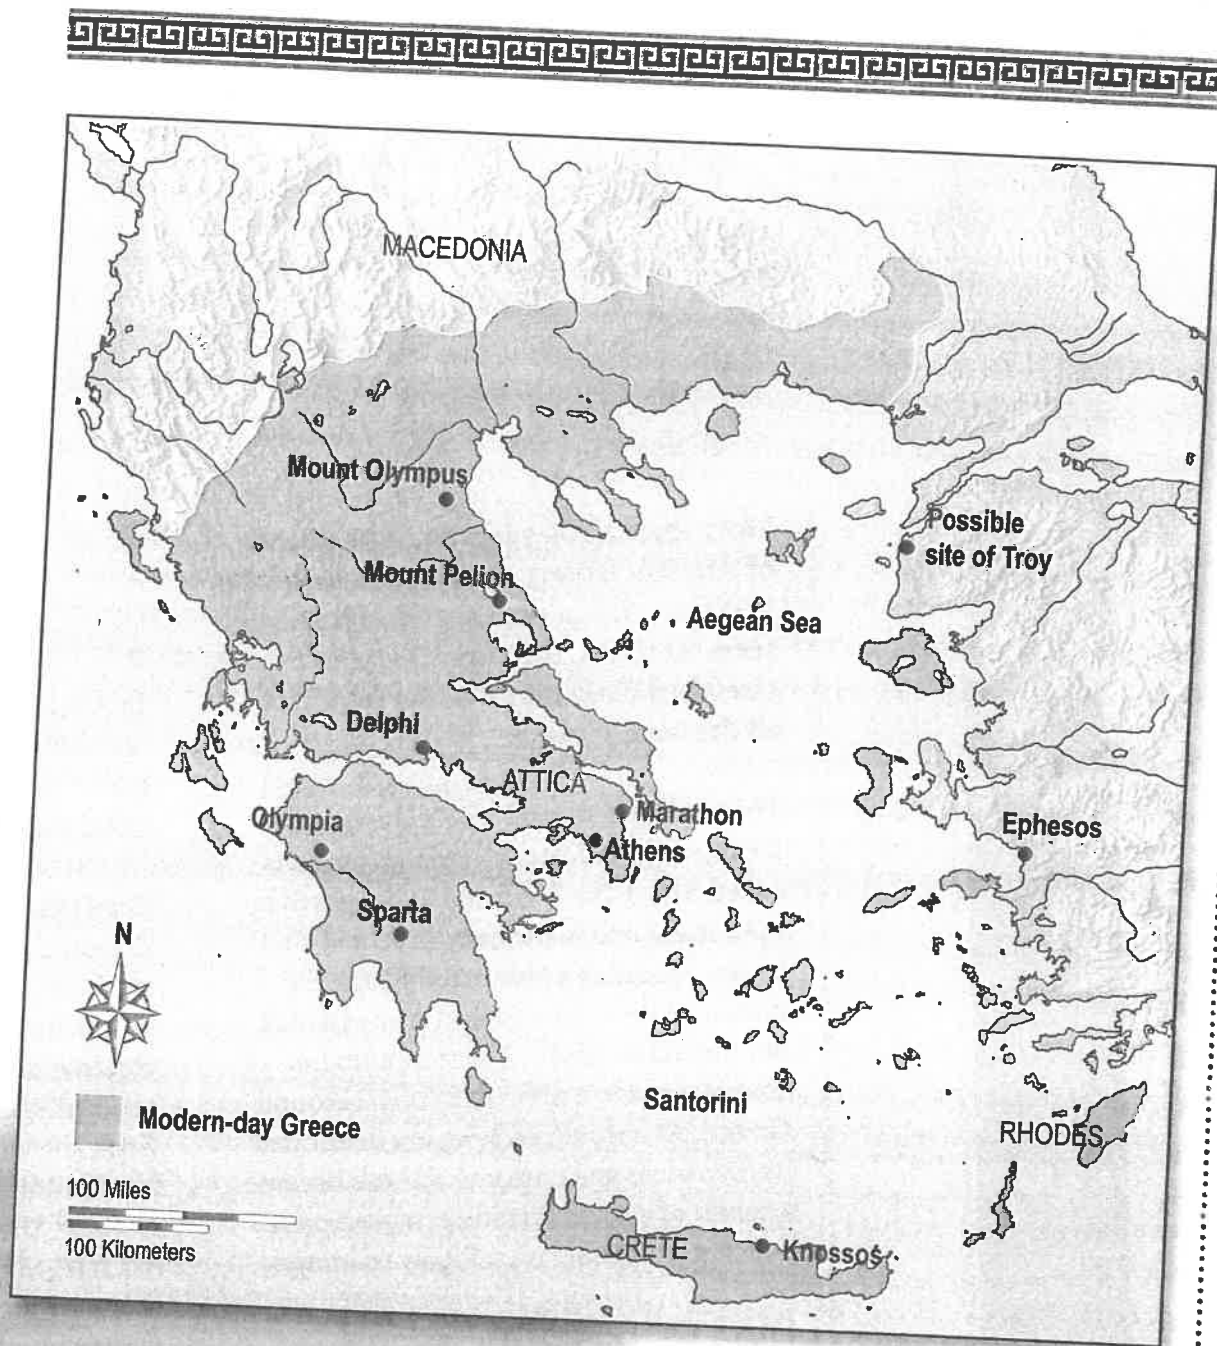 MACEDONIA
Mount Olympus
Possible
site of Troy
Mount Pelion
Aegean Sea
Delphi
ATTICA
Marathon
Olympia
Athens
Ephesos
Sparta
N
Santorini
Modern-day Greece
RHODES
100 Miles
100 Kilometers
CRETE
Knossos